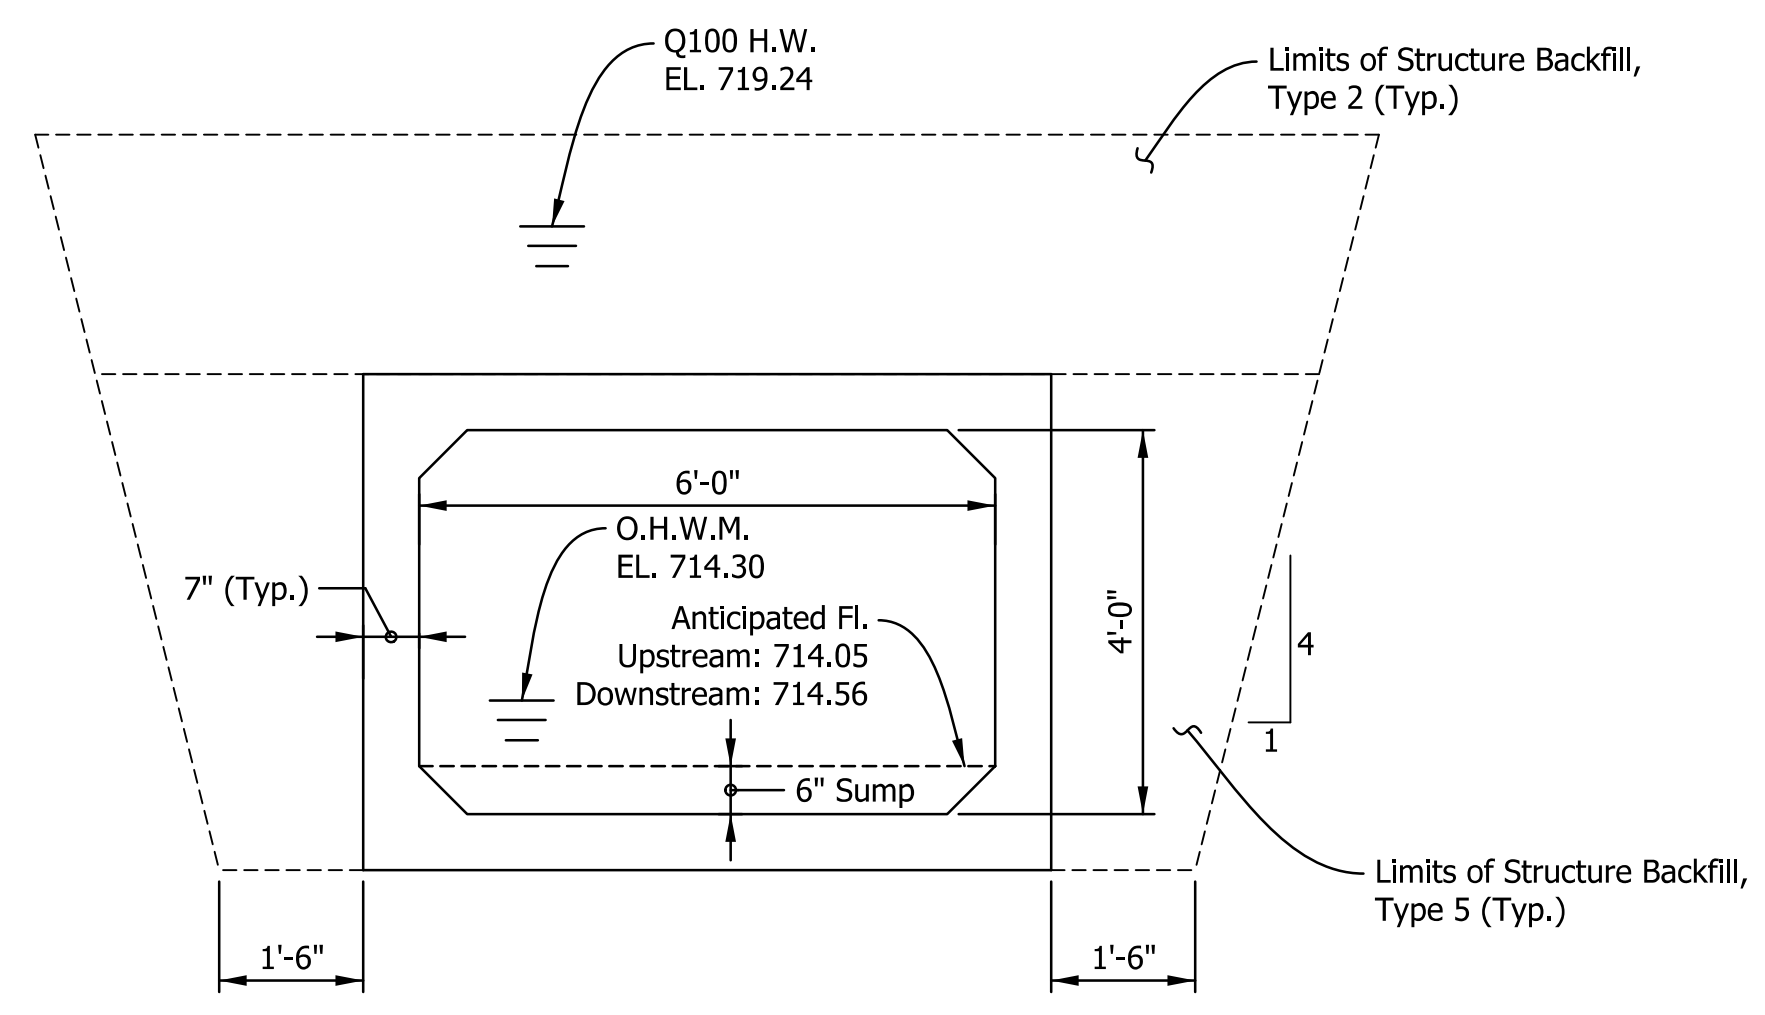 Q100 H.W.
EL. 719.24
Limits of Structure Backfill,
Type 2 (Typ.)
6'-0"
O.H.W.M.
EL. 714.30
7" (Typ.)
Anticipated Fl.
Upstream: 714.05
Downstream: 714.56
4'-0"
4
1
6" Sump
Limits of Structure Backfill,
Type 5 (Typ.)
1'-6"
1'-6"